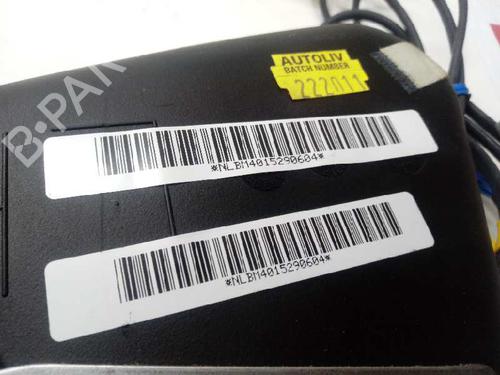 AUTOLIV
BATCH NUMBER
222011
B-PAR
*NLBM4015290604*
*NLBM4015290604*